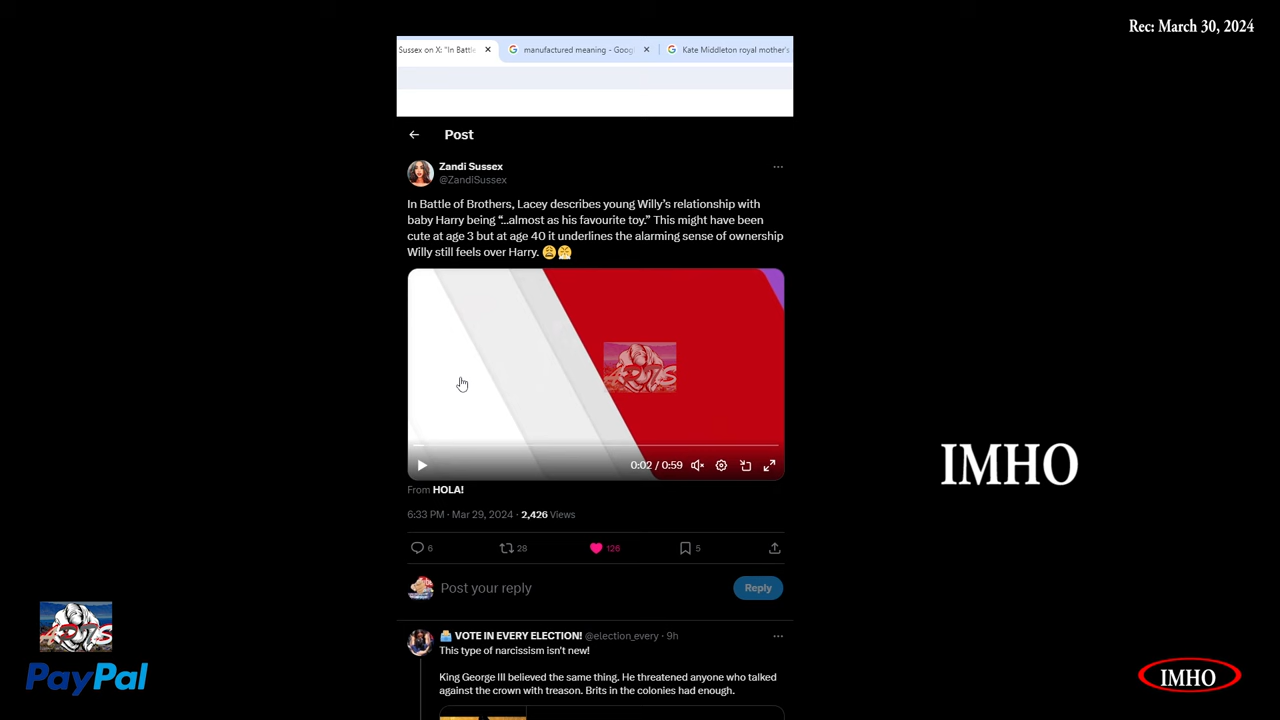 Rec: March 30, 2024
Sussex on X: "In Battle
manufactured meaning - Goog
Kate Middleton royal mother's
Post
Zandi Sussex
@ZandiSussex
In Battle of Brothers, Lacey describes young Willy's relationship with
baby Harry being "...almost as his favourite toy." This might have been
cute at age 3 but at age 40 it underlines the alarming sense of ownership
Willy still feels over Harry. 😩😤
0:02 / 0:59
From HOLA!
6:33 PM · Mar 29, 2024 · 2,426 Views
6 28 126 5
Post your reply
Reply
VOTE IN EVERY ELECTION! @election_every · 9h
This type of narcissism isn't new!
King George III believed the same thing. He threatened anyone who talked
against the crown with treason. Brits in the colonies had enough.
IMHO
PayPal
IMHO